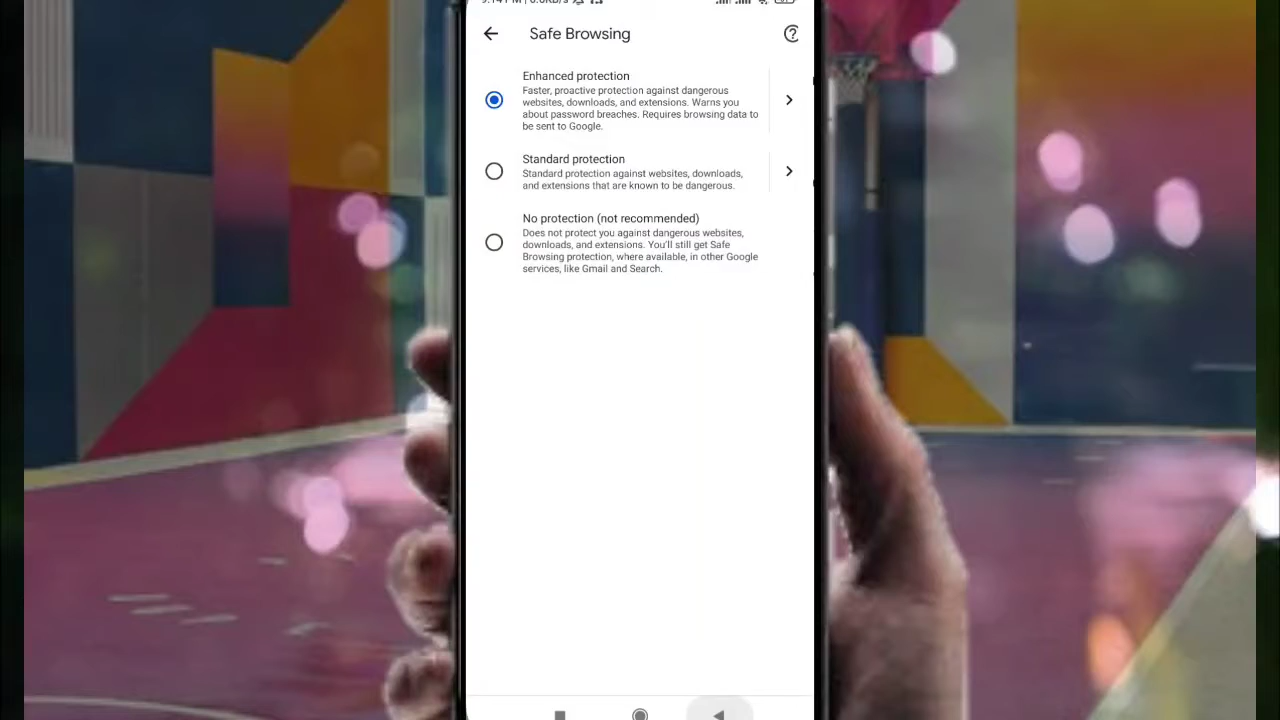 Safe Browsing
Enhanced protection
Faster, proactive protection against dangerous
websites, downloads, and extensions. Warns you
about password breaches. Requires browsing data to
be sent to Google.
Standard protection
Standard protection against websites, downloads,
and extensions that are known to be dangerous.
No protection (not recommended)
Does not protect you against dangerous websites,
downloads, and extensions. You'll still get Safe
Browsing protection, where available, in other Google
services, like Gmail and Search.